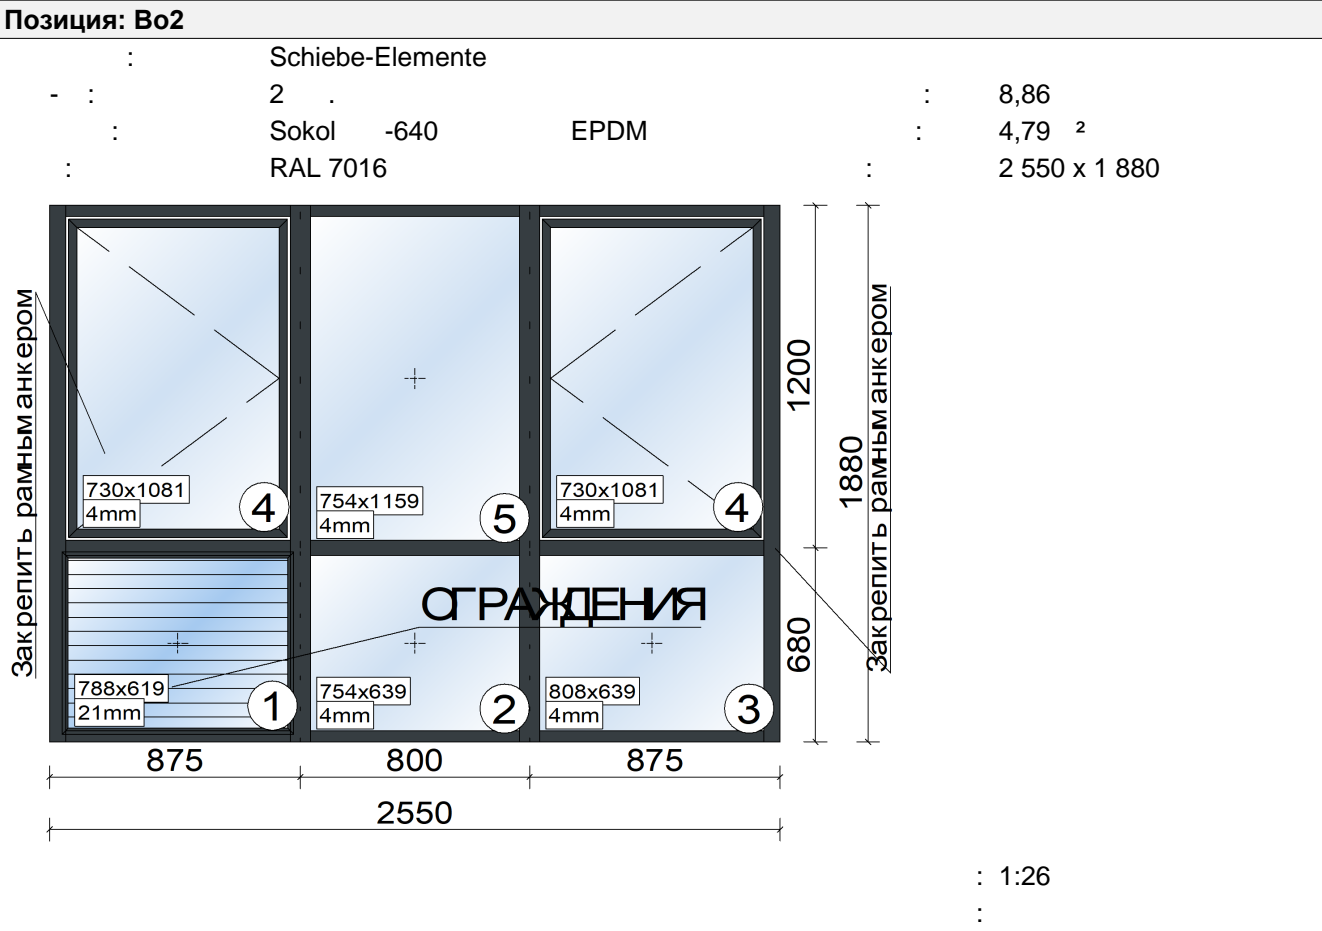 Позиция: Во2
: Schiebe-Elemente
- : 2 . : 8,86
: Sokol -640 EPDM : 4,79 ²
: RAL 7016 : 2 550 x 1 880
Закрепить рамным анкером
730x1081
4mm
4
754x1159
4mm
5
730x1081
4mm
4
1200
1880
Закрепить рамным анкером
ОГРАЖДЕНИЯ
788x619
21mm
1
754x639
4mm
2
808x639
4mm
3
680
875 800 875
2550
: 1:26
: